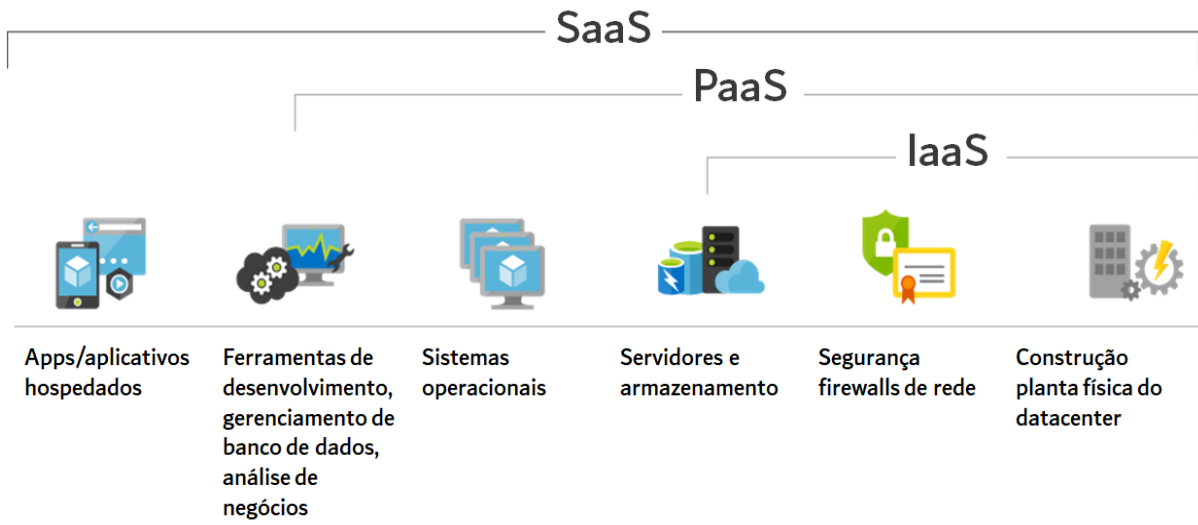 SaaS
PaaS
IaaS
Apps/aplicativos
hospedados
Ferramentas de
desenvolvimento,
gerenciamento de
banco de dados,
análise de
negócios
Sistemas
operacionais
Servidores e
armazenamento
Segurança
firewalls de rede
Construção
planta física do
datacenter